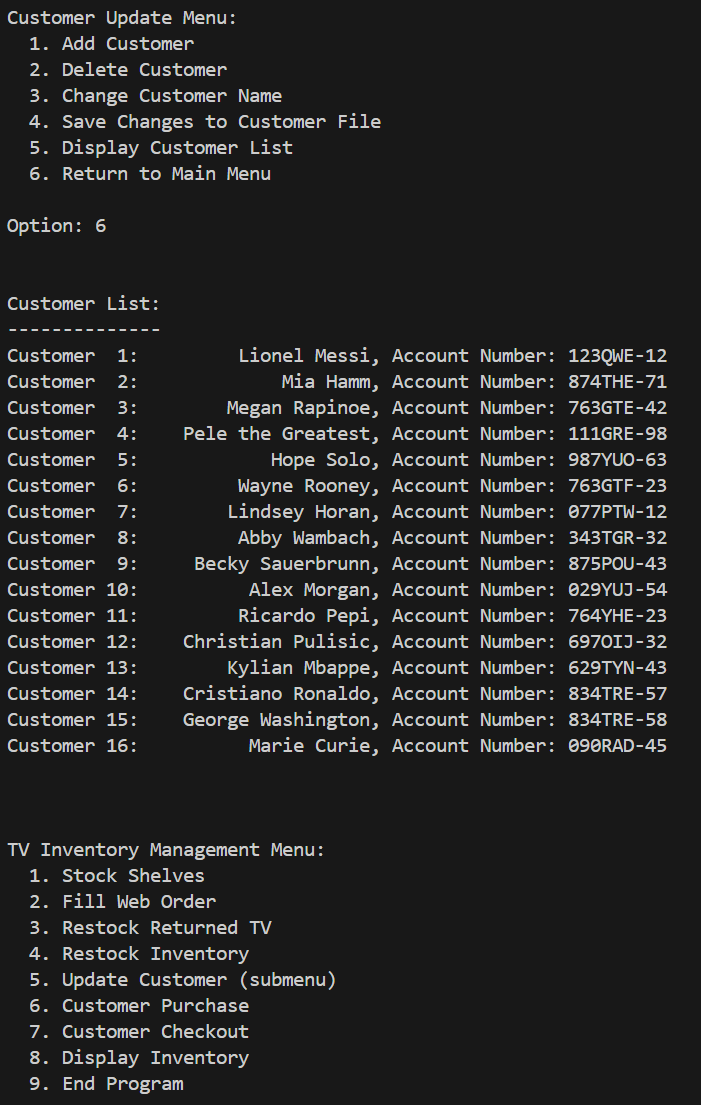 Customer Update Menu:
  1. Add Customer
  2. Delete Customer
  3. Change Customer Name
  4. Save Changes to Customer File
  5. Display Customer List
  6. Return to Main Menu

Option: 6


Customer List:
--------------
Customer  1:         Lionel Messi, Account Number: 123QWE-12
Customer  2:             Mia Hamm, Account Number: 874THE-71
Customer  3:        Megan Rapinoe, Account Number: 763GTE-42
Customer  4:    Pele the Greatest, Account Number: 111GRE-98
Customer  5:            Hope Solo, Account Number: 987YUO-63
Customer  6:         Wayne Rooney, Account Number: 763GTF-23
Customer  7:        Lindsey Horan, Account Number: 077PTW-12
Customer  8:         Abby Wambach, Account Number: 343TGR-32
Customer  9:     Becky Sauerbrunn, Account Number: 875POU-43
Customer 10:          Alex Morgan, Account Number: 029YUJ-54
Customer 11:         Ricardo Pepi, Account Number: 764YHE-23
Customer 12:    Christian Pulisic, Account Number: 697OIJ-32
Customer 13:        Kylian Mbappe, Account Number: 629TYN-43
Customer 14:    Cristiano Ronaldo, Account Number: 834TRE-57
Customer 15:    George Washington, Account Number: 834TRE-58
Customer 16:          Marie Curie, Account Number: 090RAD-45




TV Inventory Management Menu:
  1. Stock Shelves
  2. Fill Web Order
  3. Restock Returned TV
  4. Restock Inventory
  5. Update Customer (submenu)
  6. Customer Purchase
  7. Customer Checkout
  8. Display Inventory
  9. End Program